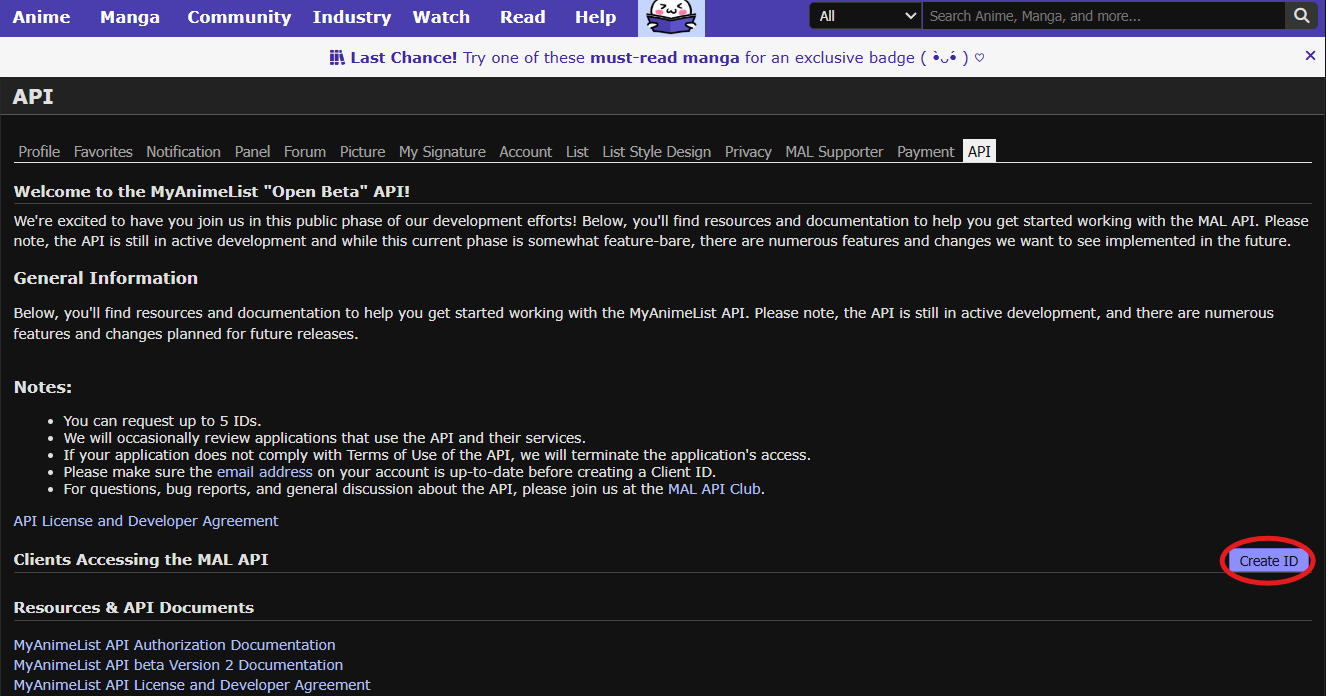 Anime Manga Community Industry Watch Read Help All Search Anime, Manga, and more...
Last Chance! Try one of these must-read manga for an exclusive badge ( •̀ᴗ•́ ) ♡ ×
API
Profile Favorites Notification Panel Forum Picture My Signature Account List List Style Design Privacy MAL Supporter Payment API
Welcome to the MyAnimeList "Open Beta" API!
We're excited to have you join us in this public phase of our development efforts! Below, you'll find resources and documentation to help you get started working with the MAL API. Please
note, the API is still in active development and while this current phase is somewhat feature-bare, there are numerous features and changes we want to see implemented in the future.
General Information
Below, you'll find resources and documentation to help you get started working with the MyAnimeList API. Please note, the API is still in active development, and there are numerous
features and changes planned for future releases.
Notes:
• You can request up to 5 IDs.
• We will occasionally review applications that use the API and their services.
• If your application does not comply with Terms of Use of the API, we will terminate the application's access.
• Please make sure the email address on your account is up-to-date before creating a Client ID.
• For questions, bug reports, and general discussion about the API, please join us at the MAL API Club.
API License and Developer Agreement
Clients Accessing the MAL API Create ID
Resources & API Documents
MyAnimeList API Authorization Documentation
MyAnimeList API beta Version 2 Documentation
MyAnimeList API License and Developer Agreement